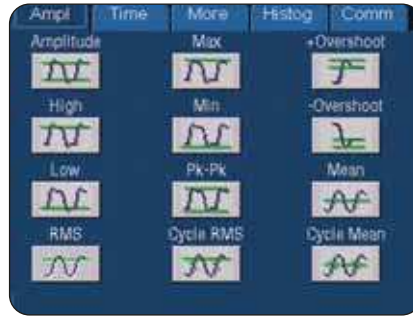 Ampl Time More Histog Comm
Amplitude Max +Overshoot
High Min -Overshoot
Low Pk-Pk Mean
RMS Cycle RMS Cycle Mean